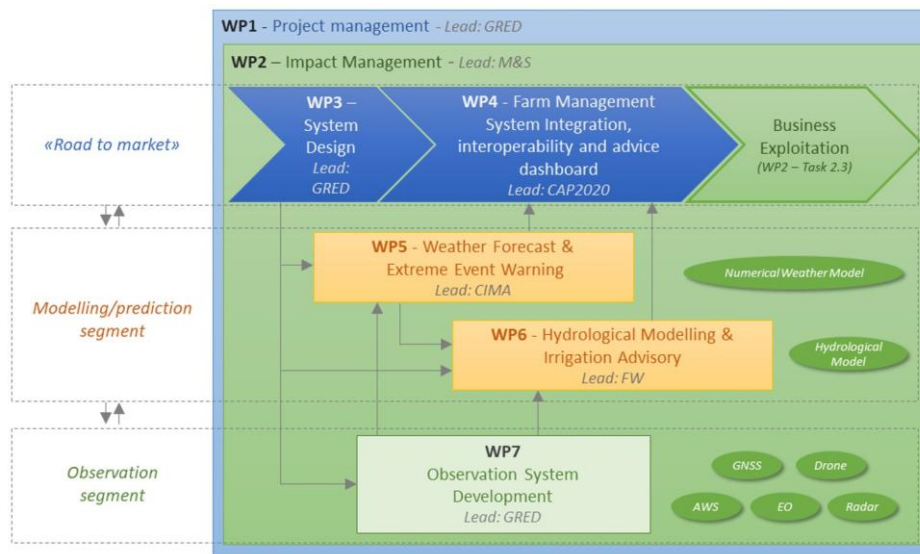 WP1 - Project management - Lead: GRED
WP2 – Impact Management - Lead: M&S
«Road to market»
WP3 –
System
Design
Lead:
GRED
WP4 - Farm Management
System Integration,
interoperability and advice
dashboard
Lead: CAP2020
Business
Exploitation
(WP2 – Task 2.3)
Modelling/prediction
segment
WP5 - Weather Forecast &
Extreme Event Warning
Lead: CIMA
Numerical Weather Model
WP6 - Hydrological Modelling &
Irrigation Advisory
Lead: FW
Hydrological
Model
Observation
segment
WP7
Observation System
Development
Lead: GRED
GNSS
Drone
AWS
EO
Radar